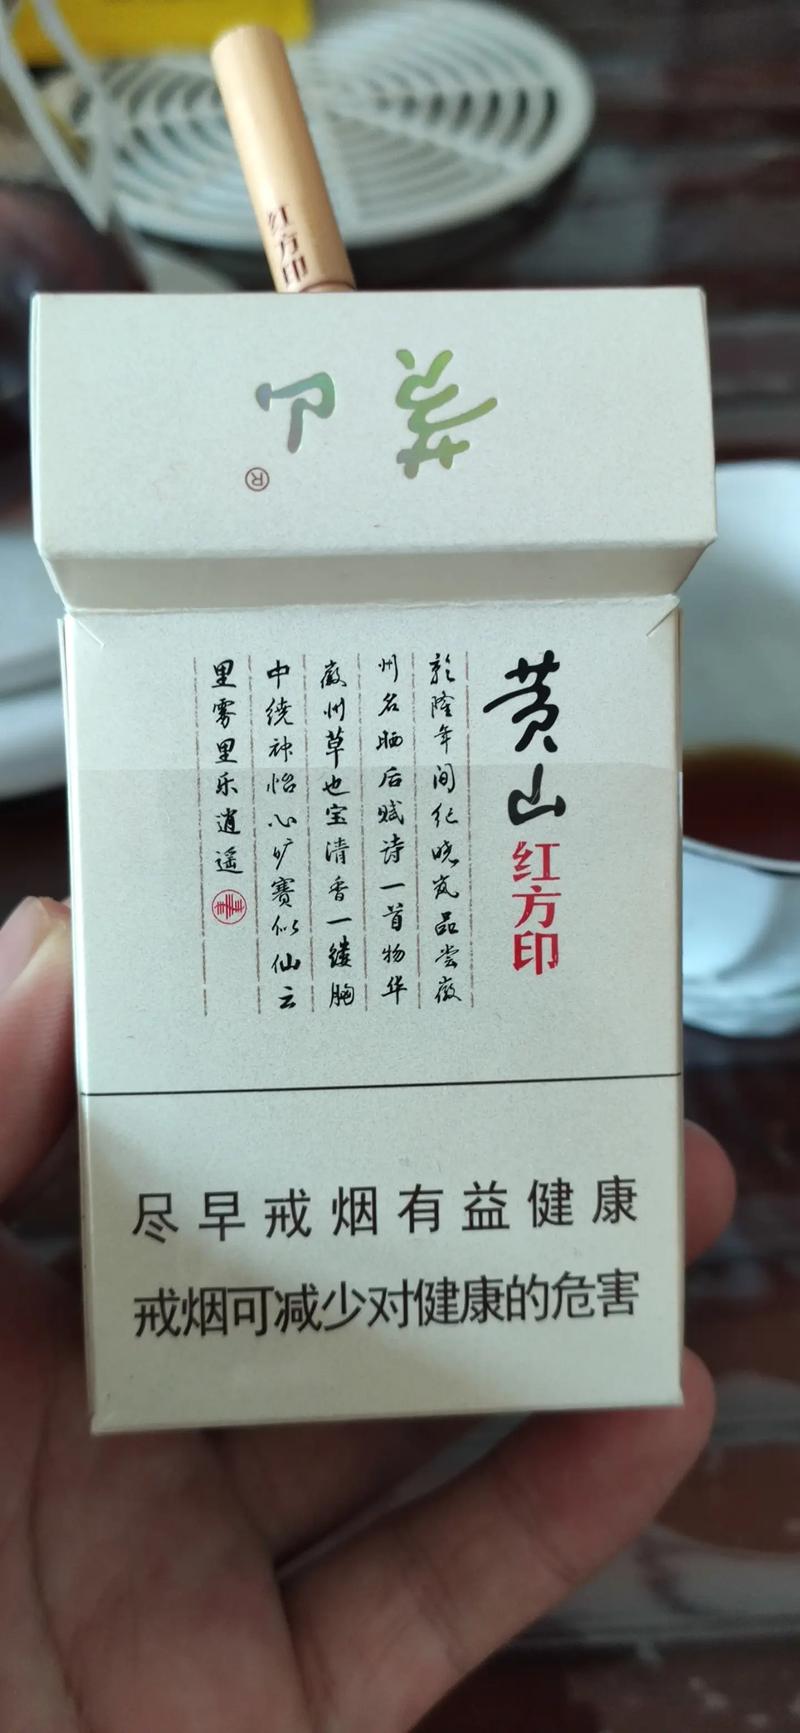 红方印
黄山
®
黄山
红方印
乾隆年间纪晓岚品尝徽
州名晒后赋诗一首物华
徽州草也宝清香一缕胸
中绕神怡心旷赛似仙云
里雾里乐逍遥
尽早戒烟有益健康
戒烟可减少对健康的危害